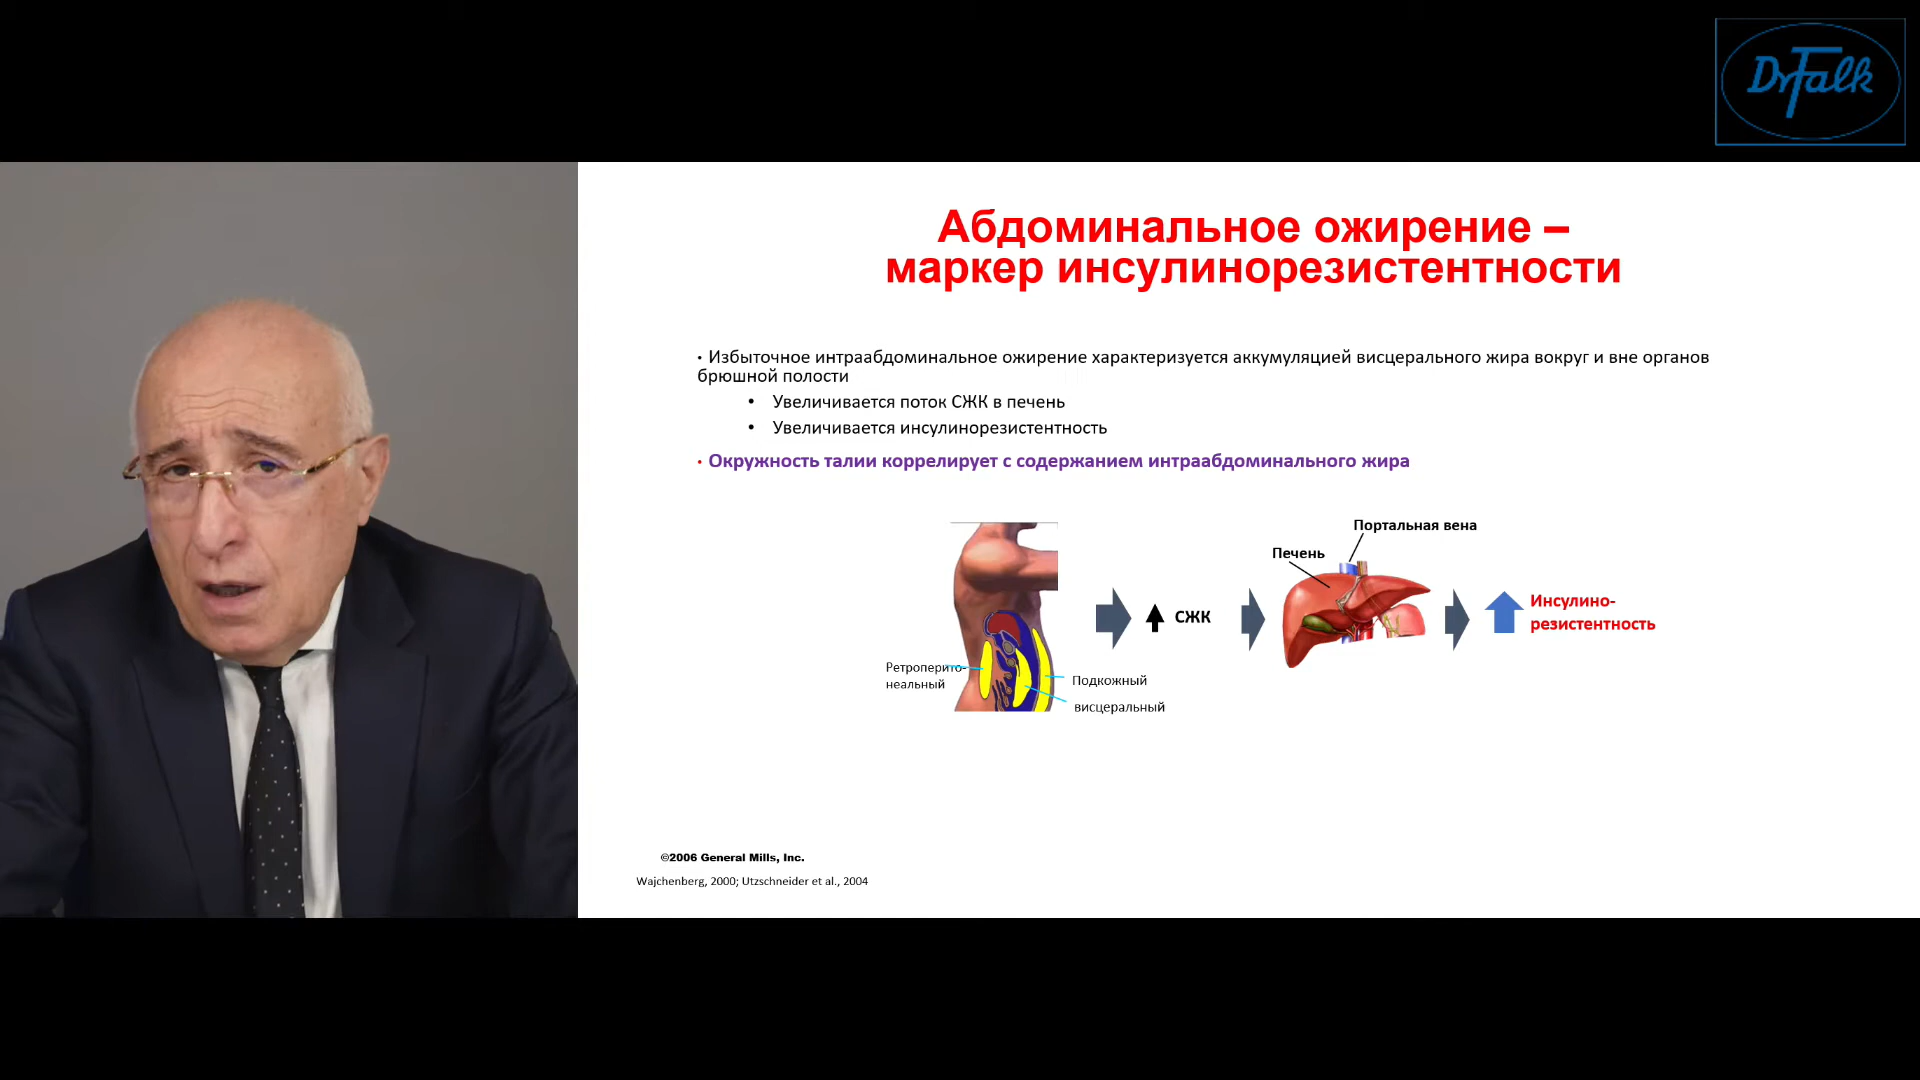 Dr Falk
Абдоминальное ожирение –
маркер инсулинорезистентности
• Избыточное интраабдоминальное ожирение характеризуется аккумуляцией висцерального жира вокруг и вне органов
брюшной полости
• Увеличивается поток СЖК в печень
• Увеличивается инсулинорезистентность
• Окружность талии коррелирует с содержанием интраабдоминального жира
Портальная вена
Печень
СЖК
Инсулино-
резистентность
Ретроперито-
неальный
Подкожный
висцеральный
©2006 General Mills, Inc.
Wajchenberg, 2000; Utzschneider et al., 2004